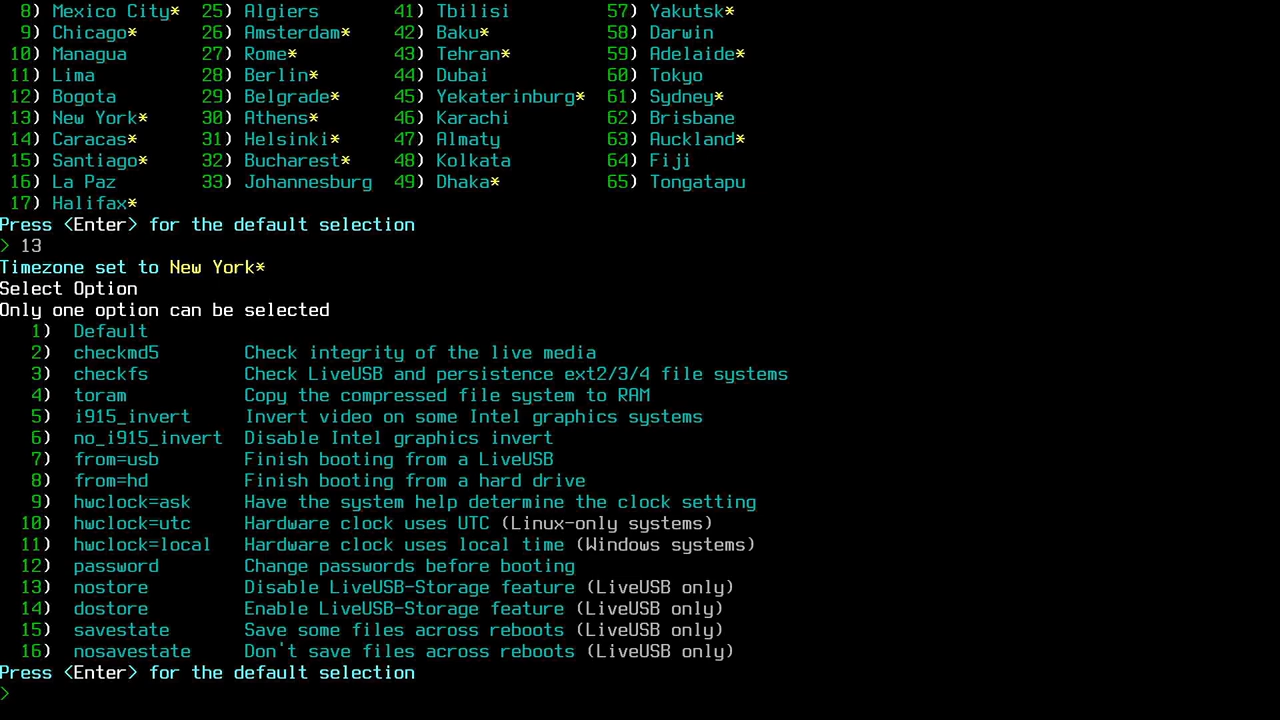 8) Mexico City*  25) Algiers       41) Tbilisi         57) Yakutsk*
 9) Chicago*      26) Amsterdam*    42) Baku*           58) Darwin
10) Managua       27) Rome*         43) Tehran*         59) Adelaide*
11) Lima          28) Berlin*       44) Dubai           60) Tokyo
12) Bogota        29) Belgrade*     45) Yekaterinburg*  61) Sydney*
13) New York*     30) Athens*       46) Karachi         62) Brisbane
14) Caracas*      31) Helsinki*     47) Almaty          63) Auckland*
15) Santiago*     32) Bucharest*    48) Kolkata         64) Fiji
16) La Paz        33) Johannesburg  49) Dhaka*          65) Tongatapu
17) Halifax*
Press <Enter> for the default selection
> 13
Timezone set to New York*
Select Option
Only one option can be selected
1) Default
2) checkmd5 Check integrity of the live media
3) checkfs Check LiveUSB and persistence ext2/3/4 file systems
4) toram Copy the compressed file system to RAM
5) i915_invert Invert video on some Intel graphics systems
6) no_i915_invert Disable Intel graphics invert
7) from=usb Finish booting from a LiveUSB
8) from=hd Finish booting from a hard drive
9) hwclock=ask Have the system help determine the clock setting
10) hwclock=utc Hardware clock uses UTC (Linux-only systems)
11) hwclock=local Hardware clock uses local time (Windows systems)
12) password Change passwords before booting
13) nostore Disable LiveUSB-Storage feature (LiveUSB only)
14) dostore Enable LiveUSB-Storage feature (LiveUSB only)
15) savestate Save some files across reboots (LiveUSB only)
16) nosavestate Don't save files across reboots (LiveUSB only)
Press <Enter> for the default selection
>